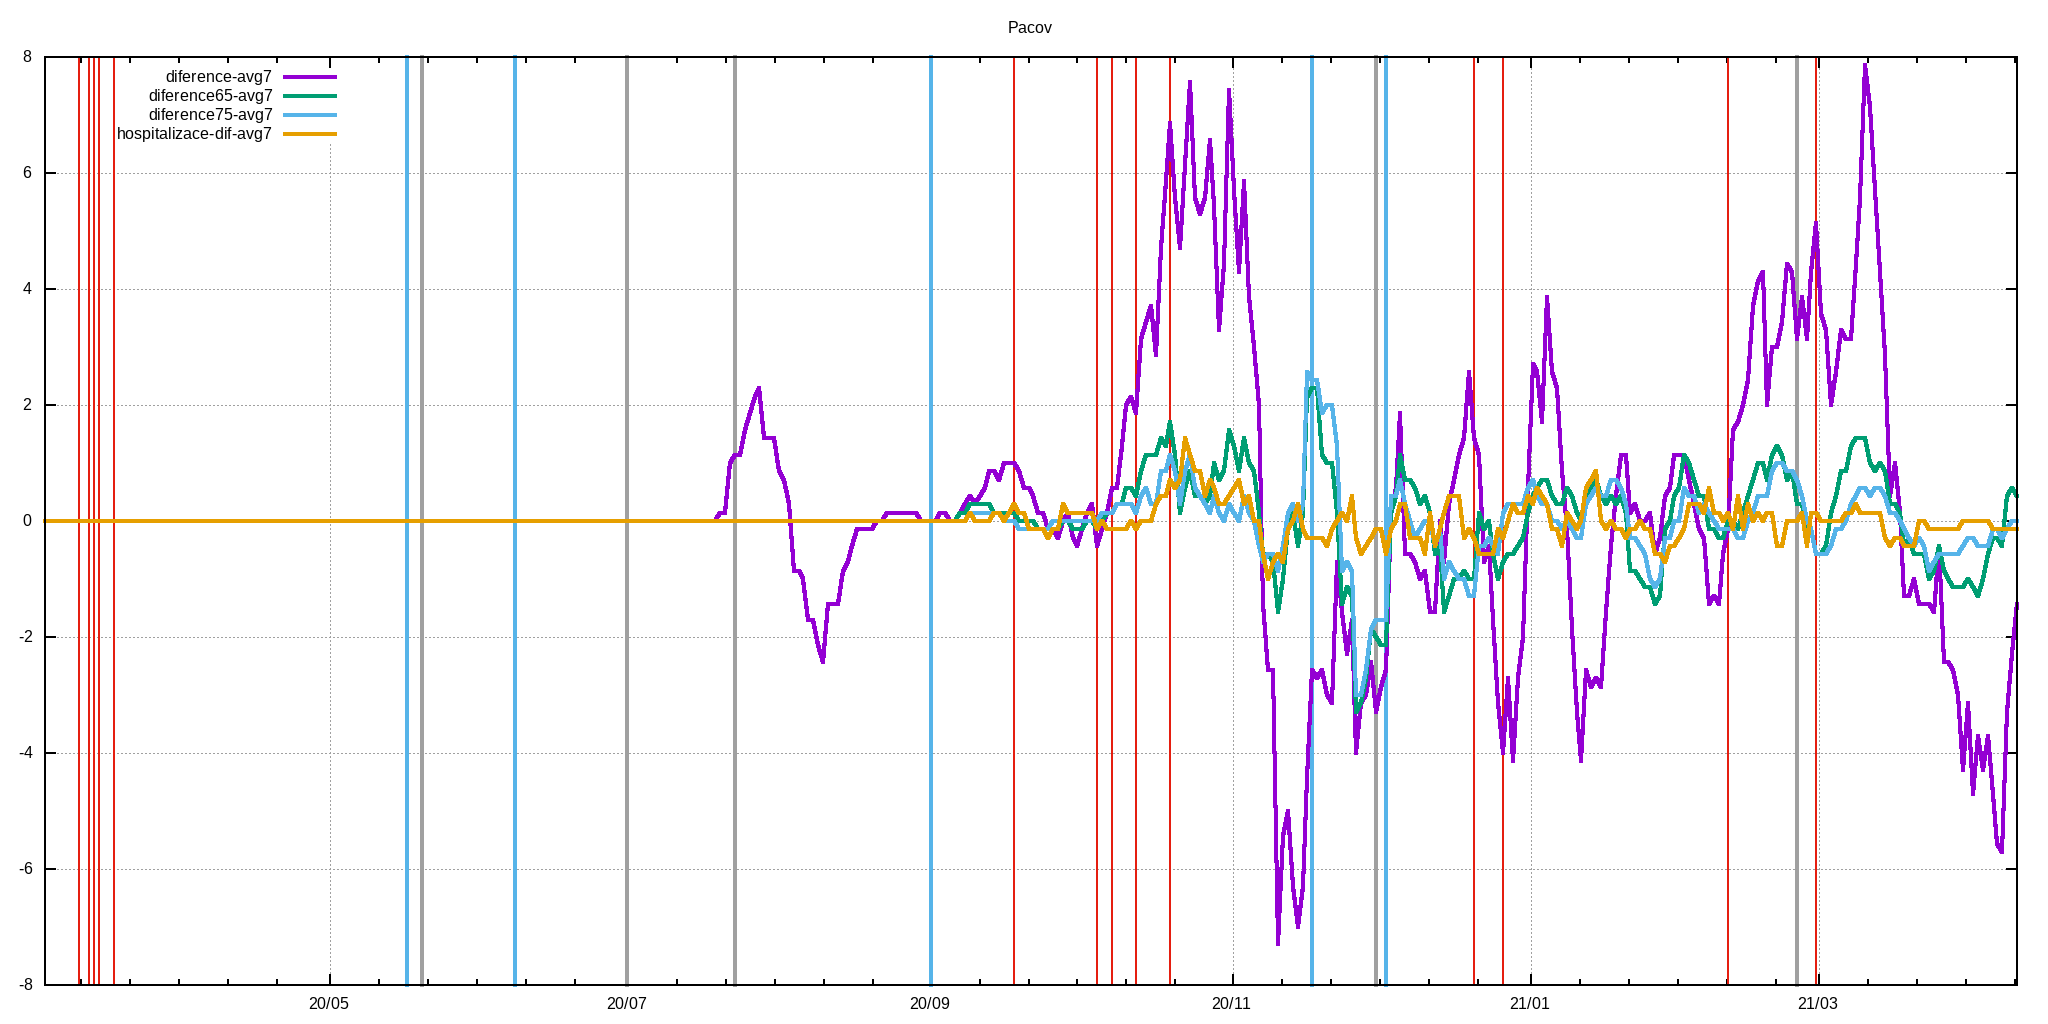 Pacov
diference-avg7
diference65-avg7
diference75-avg7
hospitalizace-dif-avg7
8
6
4
2
0
-2
-4
-6
-8
20/05 20/07 20/09 20/11 21/01 21/03